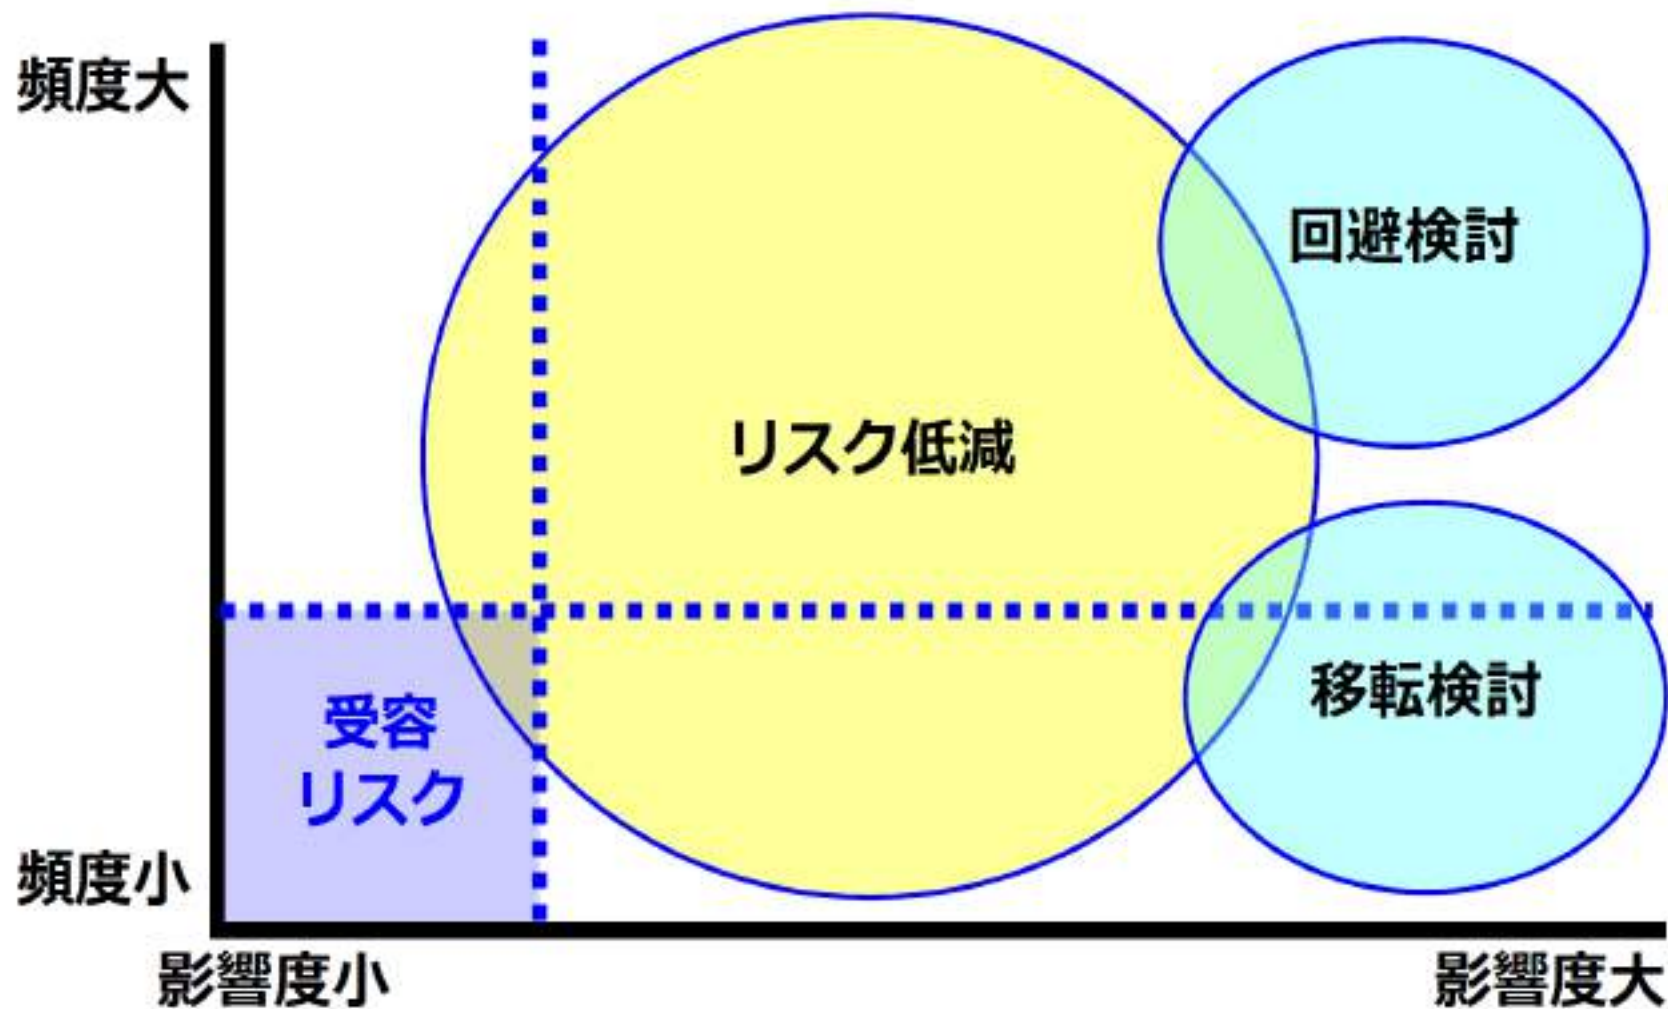 頻度大
回避検討
リスク低減
移転検討
受容
リスク
頻度小
影響度小
影響度大